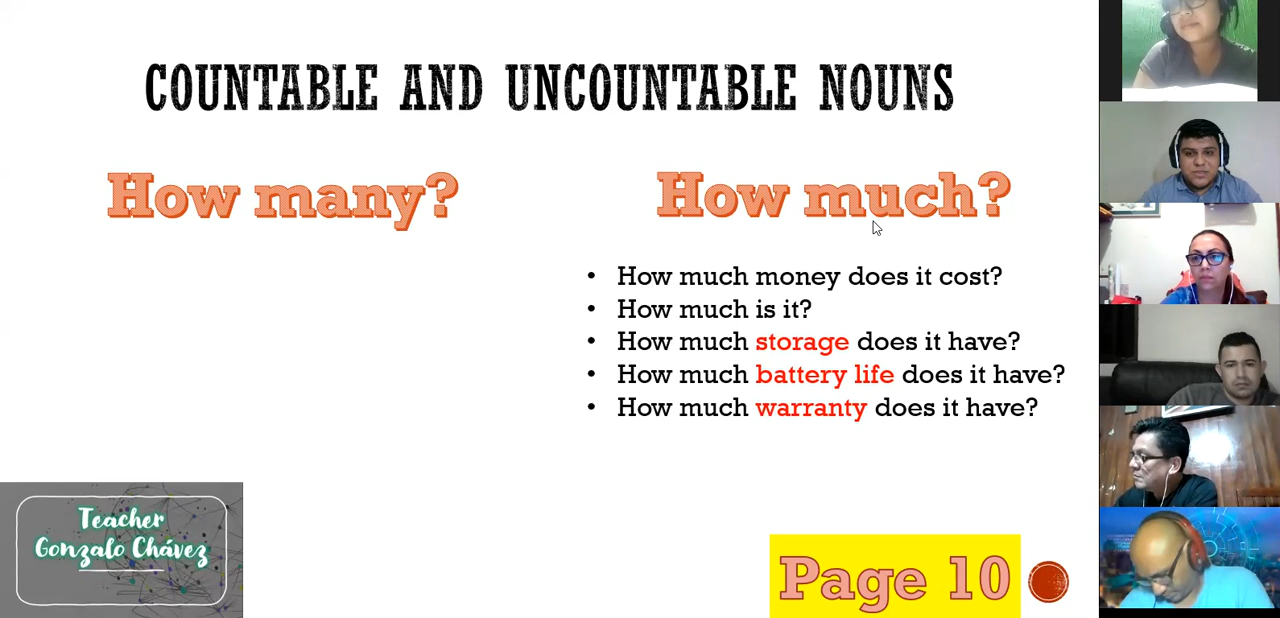 COUNTABLE AND UNCOUNTABLE NOUNS
How many?
How much?
• How much money does it cost?
• How much is it?
• How much storage does it have?
• How much battery life does it have?
• How much warranty does it have?
Teacher
Gonzalo Chávez
Page 10